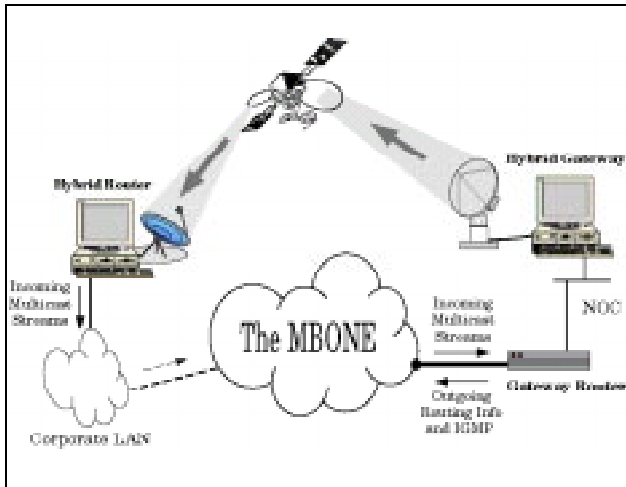 Hybrid Router
Hybrid Gateway
Incoming
Multicast
Streams
The MBONE
Incoming
Multicast
Streams
NOC
Corporate LAN
Outgoing
Routing Info
and IGMP
Gateway Router